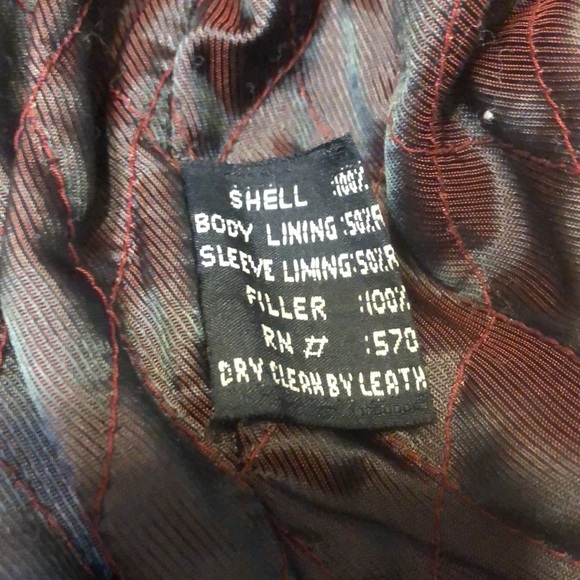 SHELL :100%
BODY LINING :50%R
SLEEVE LINING:50%R
FILLER :100%
RN # :570
DRY CLEAN BY LEATH